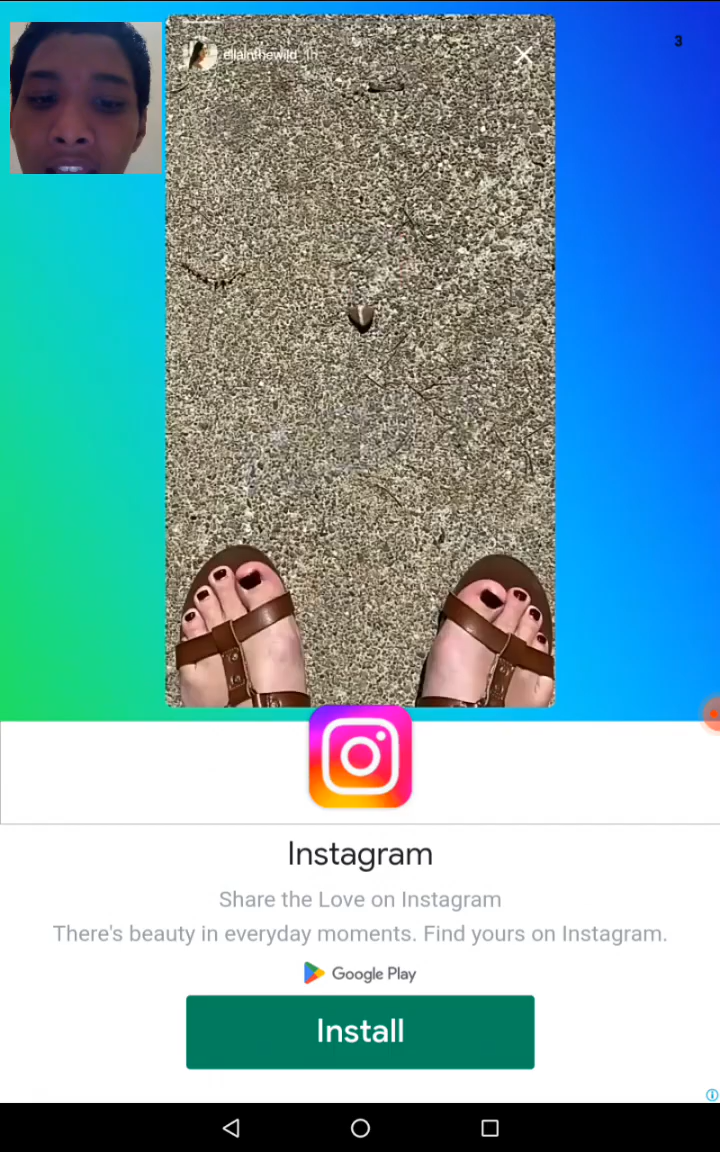 3
ellainthewild 1h
Instagram
Share the Love on Instagram
There's beauty in everyday moments. Find yours on Instagram.
Google Play
Install